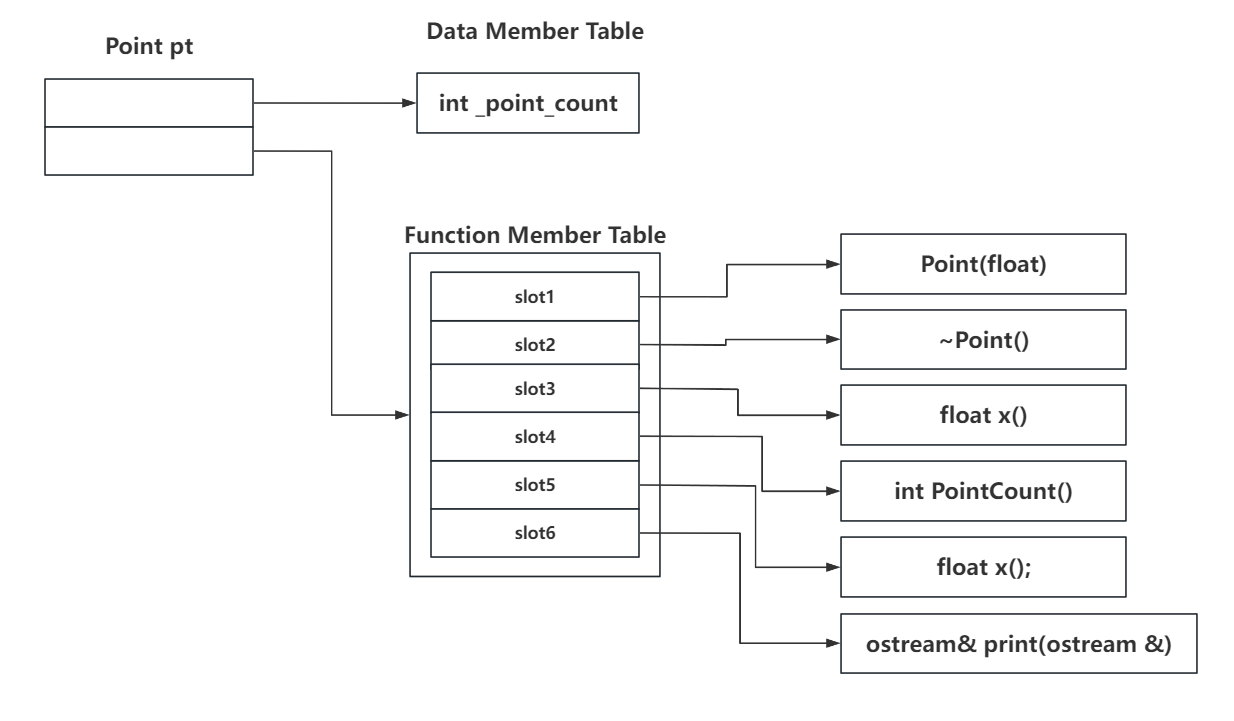 Point pt
Data Member Table
int _point_count
Function Member Table
slot1
slot2
slot3
slot4
slot5
slot6
Point(float)
~Point()
float x()
int PointCount()
float x();
ostream& print(ostream &)